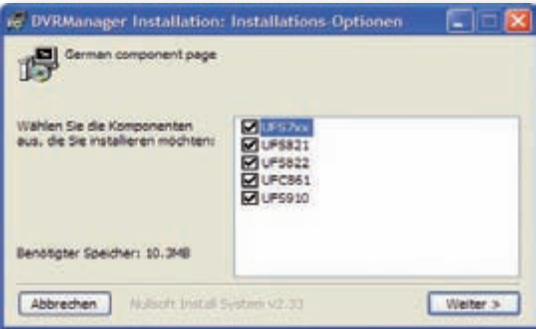 DVRManager Installation: Installations-Optionen
German component page
Wählen Sie die Komponenten
aus, die Sie installieren möchten:
UFS7xx
UFS821
UFS822
UFC861
UFS910
Benötigter Speicher: 10.3MB
Abbrechen
Nullsoft Install System v2.33
Weiter >